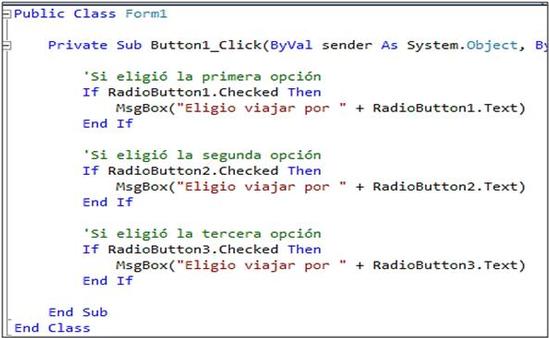 Public Class Form1
Private Sub Button1_Click(ByVal sender As System.Object, By
'Si eligió la primera opción
If RadioButton1.Checked Then
MsgBox("Eligio viajar por " + RadioButton1.Text)
End If
'Si eligió la segunda opción
If RadioButton2.Checked Then
MsgBox("Eligio viajar por " + RadioButton2.Text)
End If
'Si eligió la tercera opción
If RadioButton3.Checked Then
MsgBox("Eligio viajar por " + RadioButton3.Text)
End If
End Sub
End Class